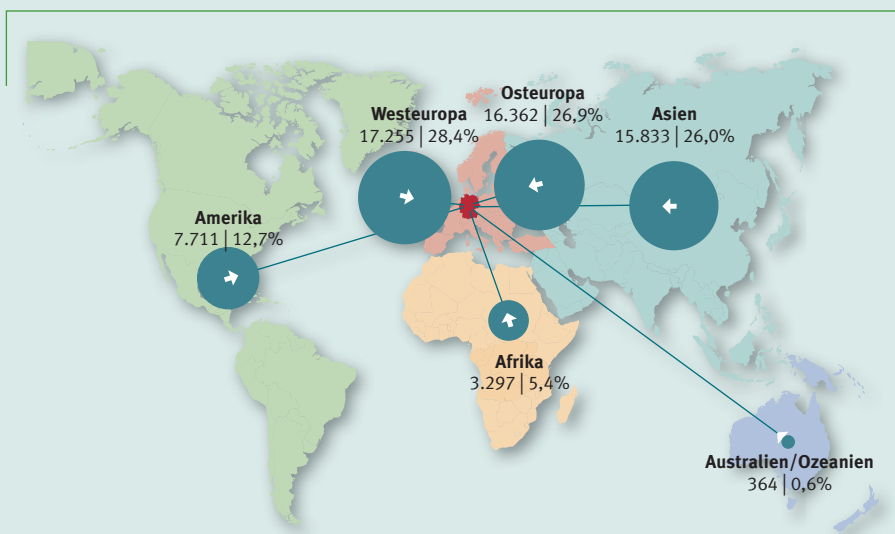 Westeuropa
17.255 | 28,4%
Osteuropa
16.362 | 26,9%
Asien
15.833 | 26,0%
Amerika
7.711 | 12,7%
Afrika
3.297 | 5,4%
Australien/Ozeanien
364 | 0,6%